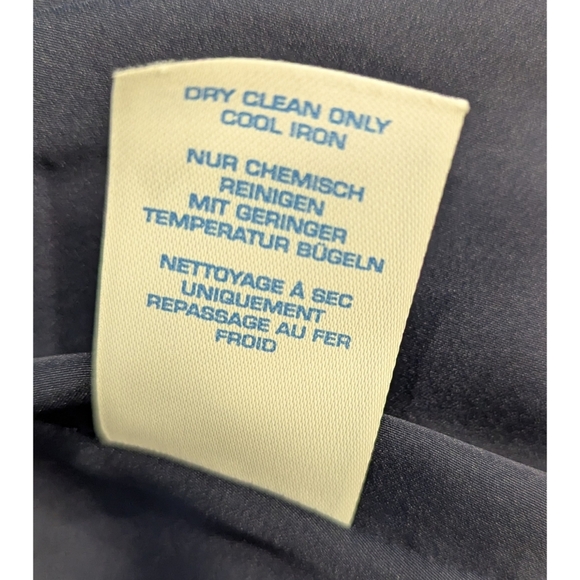 DRY CLEAN ONLY
COOL IRON
NUR CHEMISCH
REINIGEN
MIT GERINGER
TEMPERATUR BÜGELN
NETTOYAGE À SEC
UNIQUEMENT
REPASSAGE AU FER
FROID